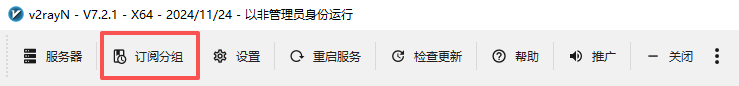 v2rayN - V7.2.1 - X64 - 2024/11/24 - 以非管理员身份运行
服务器 订阅分组 设置 重启服务 检查更新 帮助 推广 关闭